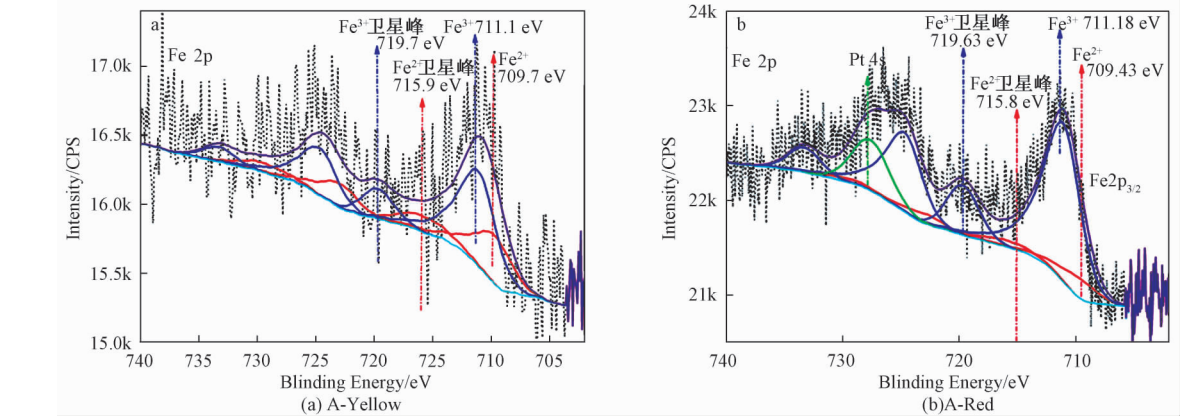 a
Fe 2p
Fe³⁺卫星峰
719.7 eV
Fe³⁺711.1 eV
Fe²⁺卫星峰
715.9 eV
Fe²⁺
709.7 eV
17.0k
16.5k
16.0k
15.5k
15.0k
Intensity/CPS
740 735 730 725 720 715 710 705
Blinding Energy/eV
(a) A-Yellow
b
Fe 2p
Pt 4s
Fe³⁺卫星峰
719.63 eV
Fe³⁺ 711.18 eV
Fe²⁺
709.43 eV
Fe²⁺卫星峰
715.8 eV
Fe2p₃/₂
24k
23k
22k
21k
Intensity/CPS
740 730 720 710
Blinding Energy/eV
(b)A-Red